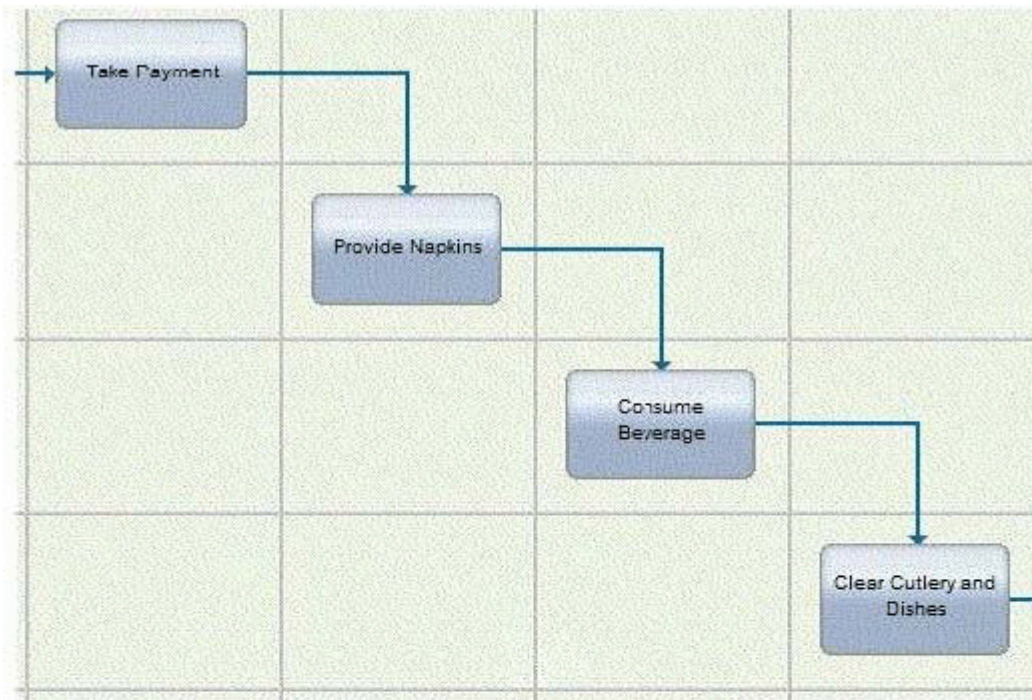 Take Payment
Provide Napkins
Consume
Beverage
Clear Cutlery and
Dishes